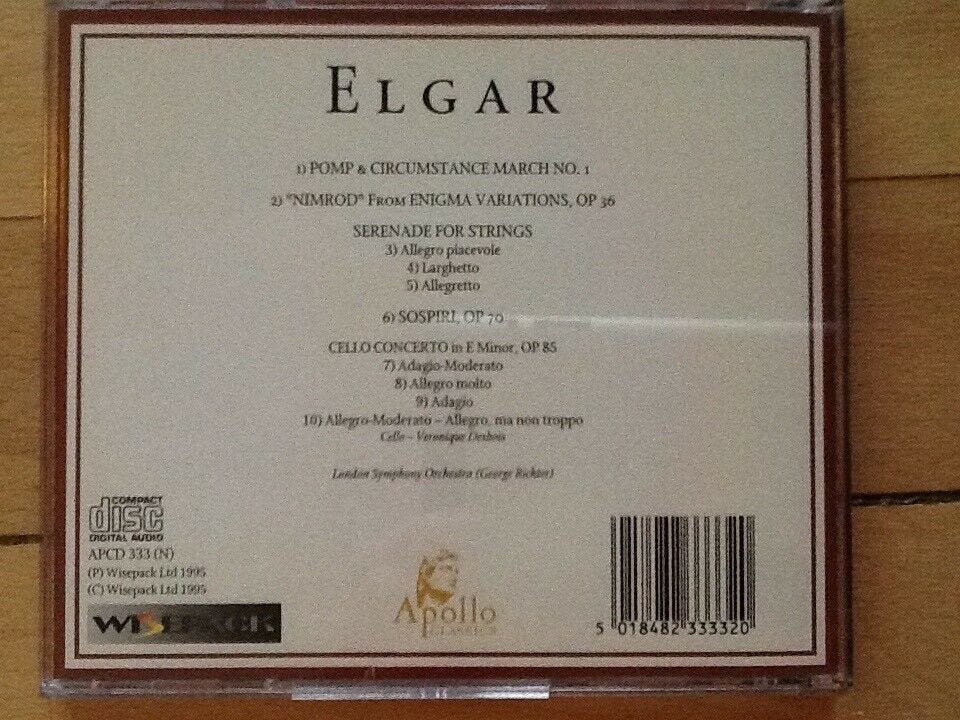 ELGAR
1) POMP & CIRCUMSTANCE MARCH NO. 1
2) "NIMROD" From ENIGMA VARIATIONS, OP 36
SERENADE FOR STRINGS
3) Allegro piacevole
4) Larghetto
5) Allegretto
6) SOSPIRI, OP 70
CELLO CONCERTO in E Minor, OP 85
7) Adagio-Moderato
8) Allegro molto
9) Adagio
10) Allegro-Moderato – Allegro, ma non troppo
Cello – Veronique Desbois
London Symphony Orchestra (George Richter)
COMPACT
disc
DIGITAL AUDIO
APCD 333 (N)
(P) Wisepack Ltd 1995
(C) Wisepack Ltd 1995
WISEPACK
Apollo
CLASSICS
5 018482 333320